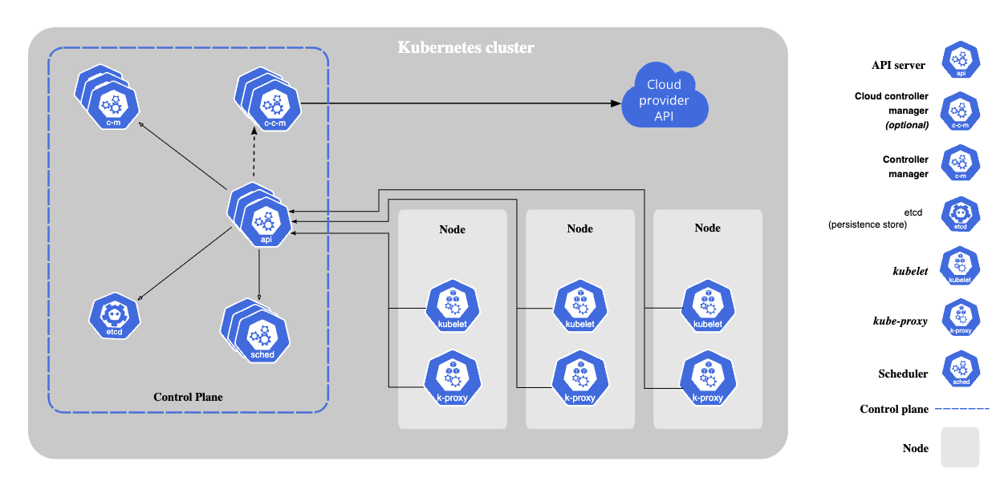 Kubernetes cluster
c-m
c-c-m
Cloud
provider
API
api
etcd
sched
Control Plane
Node
Node
Node
kubelet
kubelet
kubelet
k-proxy
k-proxy
k-proxy
API server
api
Cloud controller
manager
(optional)
c-c-m
Controller
manager
c-m
etcd
(persistence store)
etcd
kubelet
kubelet
kube-proxy
k-proxy
Scheduler
sched
Control plane
Node